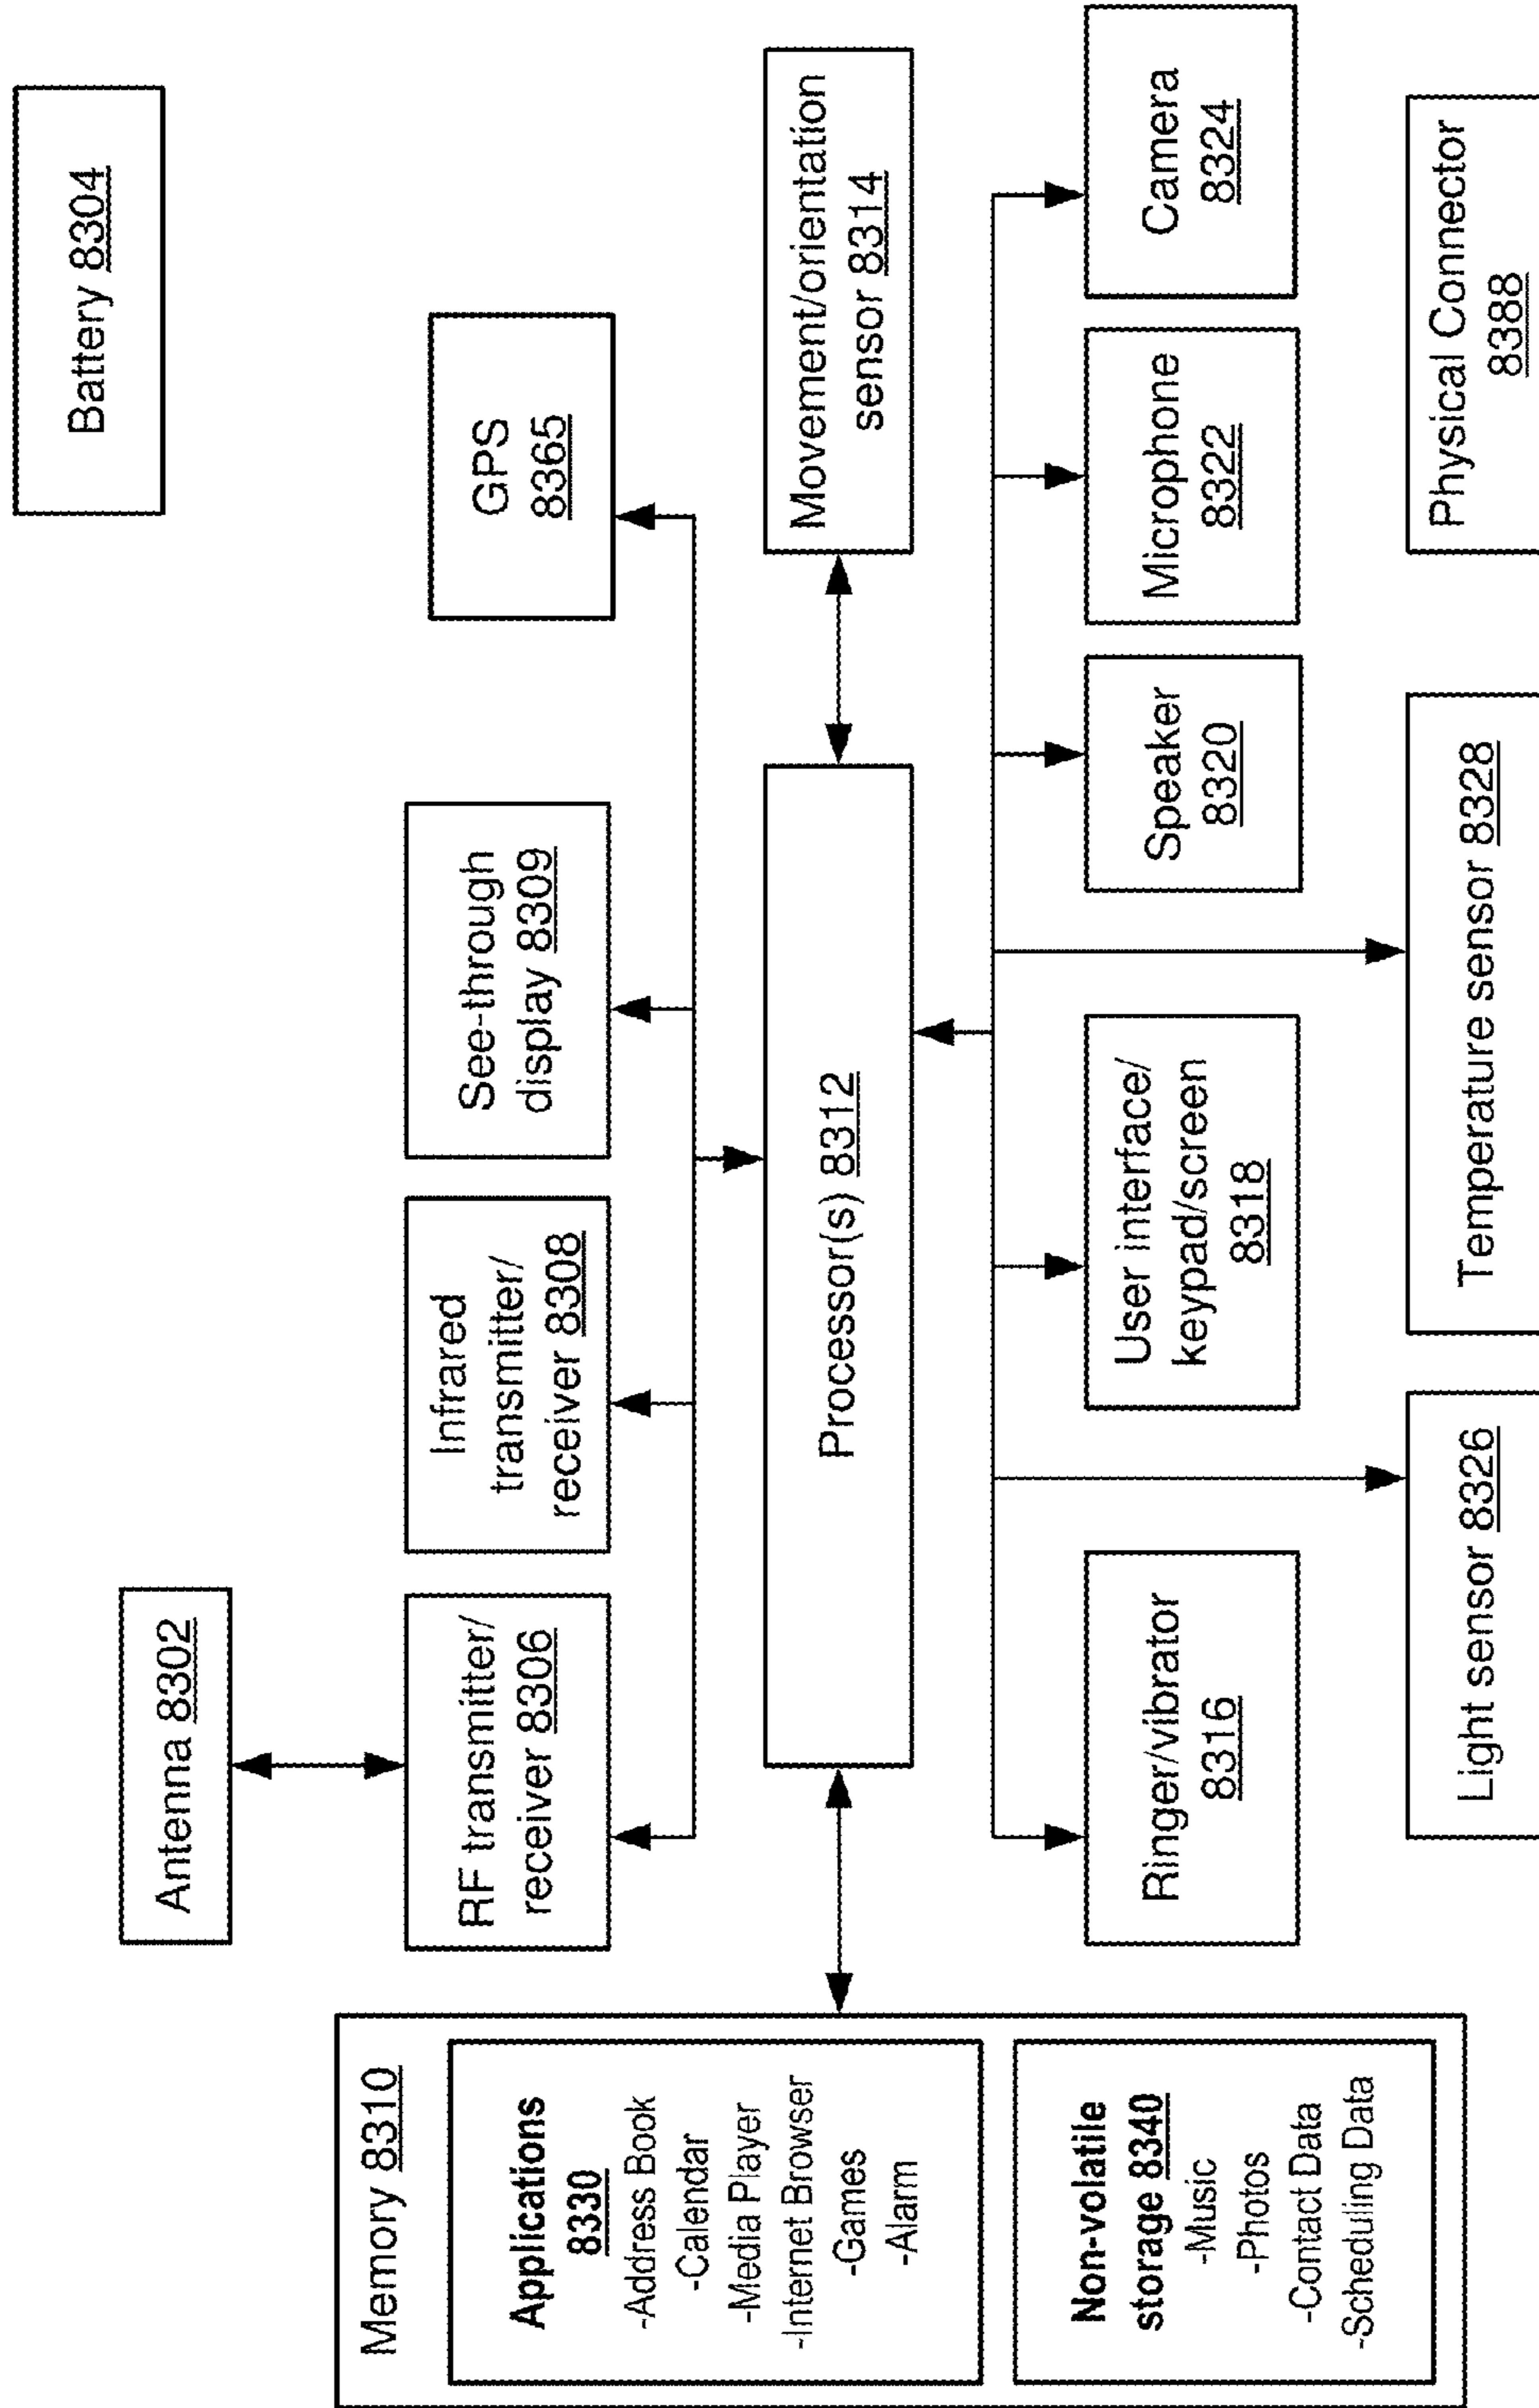 Antenna 8302
Battery 8304
RF transmitter/
receiver 8306
Infrared
transmitter/
receiver 8308
See-through
display 8309
GPS
8365
Memory 8310
Applications
8330
-Address Book
-Calendar
-Media Player
-Internet Browser
-Games
-Alarm
Non-volatile
storage 8340
-Music
-Photos
-Contact Data
-Scheduling Data
Processor(s) 8312
Movement/orientation
sensor 8314
Ringer/vibrator
8316
User interface/
keypad/screen
8318
Speaker
8320
Microphone
8322
Camera
8324
Light sensor 8326
Temperature sensor 8328
Physical Connector
8388